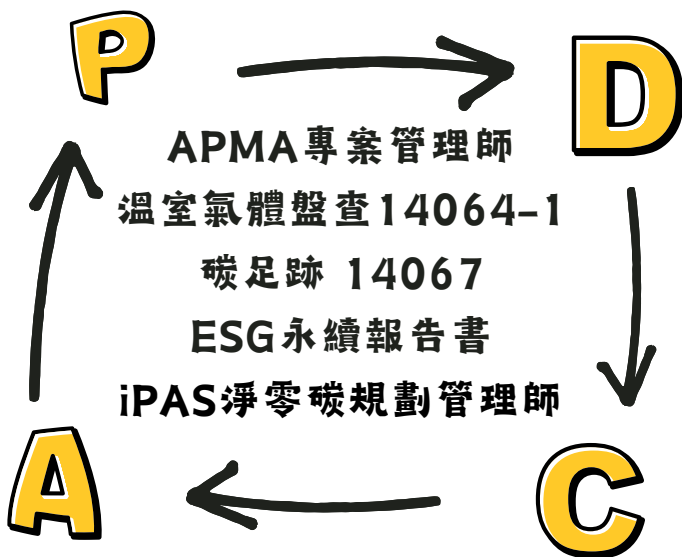 P
D
APMA專案管理師
溫室氣體盤查14064-1
碳足跡 14067
ESG永續報告書
iPAS淨零碳規劃管理師
A
C